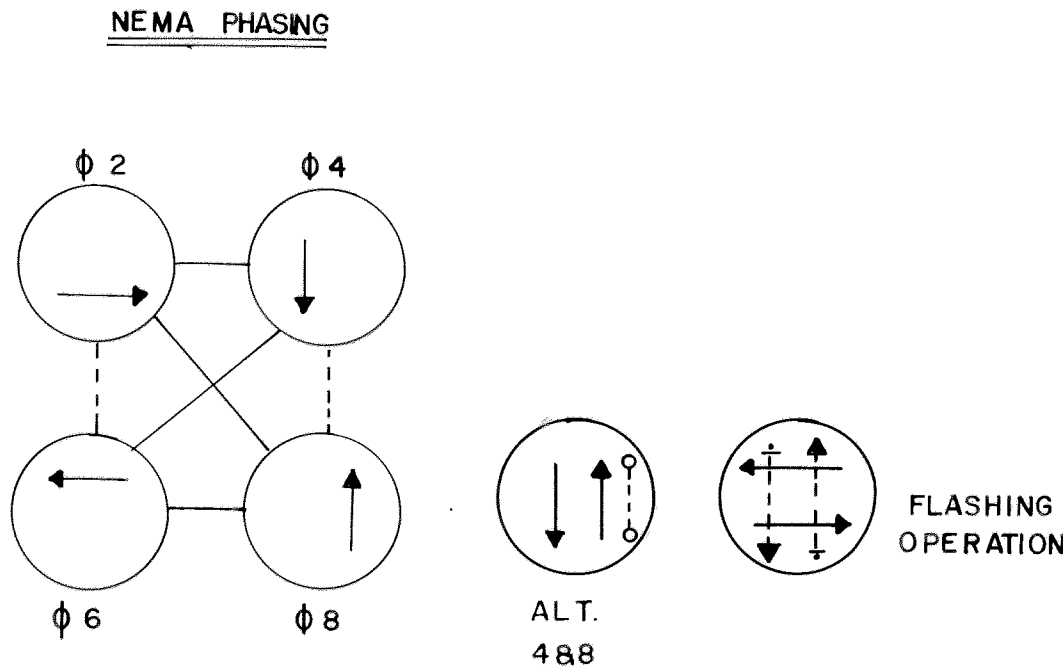 NEMA PHASING
ϕ 2
ϕ 4
ϕ 6
ϕ 8
ALT.
4&8
FLASHING
OPERATION